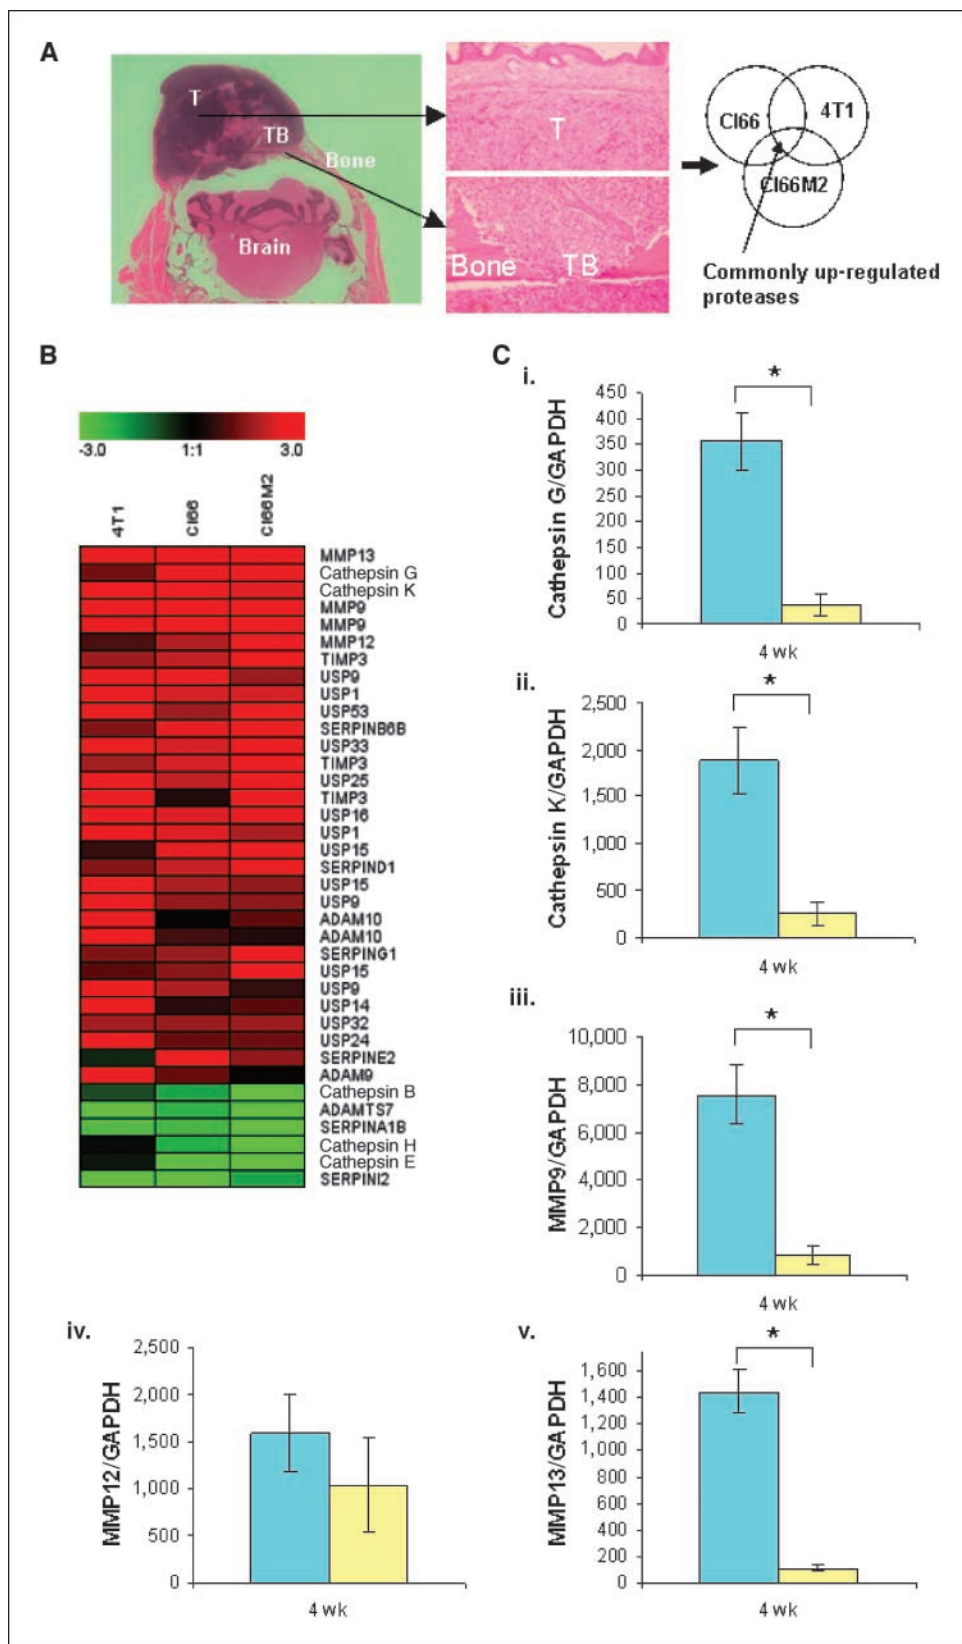 A
T
TB
Bone
Brain
T
Bone TB
Cl66
4T1
Cl66M2
Commonly up-regulated
proteases
B
-3.0 1:1 3.0
4T1 Cl66 Cl66M2
MMP13
Cathepsin G
Cathepsin K
MMP9
MMP9
MMP12
TIMP3
USP9
USP1
USP53
SERPINB6B
USP33
TIMP3
USP25
TIMP3
USP16
USP1
USP15
SERPIND1
USP15
USP9
ADAM10
ADAM10
SERPING1
USP15
USP9
USP14
USP32
USP24
SERPINE2
ADAM9
Cathepsin B
ADAMTS7
SERPINA1B
Cathepsin H
Cathepsin E
SERPINI2
C
i.
*
Cathepsin G/GAPDH
450
400
350
300
250
200
150
100
50
0
4 wk
ii.
*
Cathepsin K/GAPDH
2,500
2,000
1,500
1,000
500
0
4 wk
iii.
*
MMP9/GAPDH
10,000
8,000
6,000
4,000
2,000
0
4 wk
iv.
MMP12/GAPDH
2,500
2,000
1,500
1,000
500
0
4 wk
v.
*
MMP13/GAPDH
1,600
1,400
1,200
1,000
800
600
400
200
0
4 wk